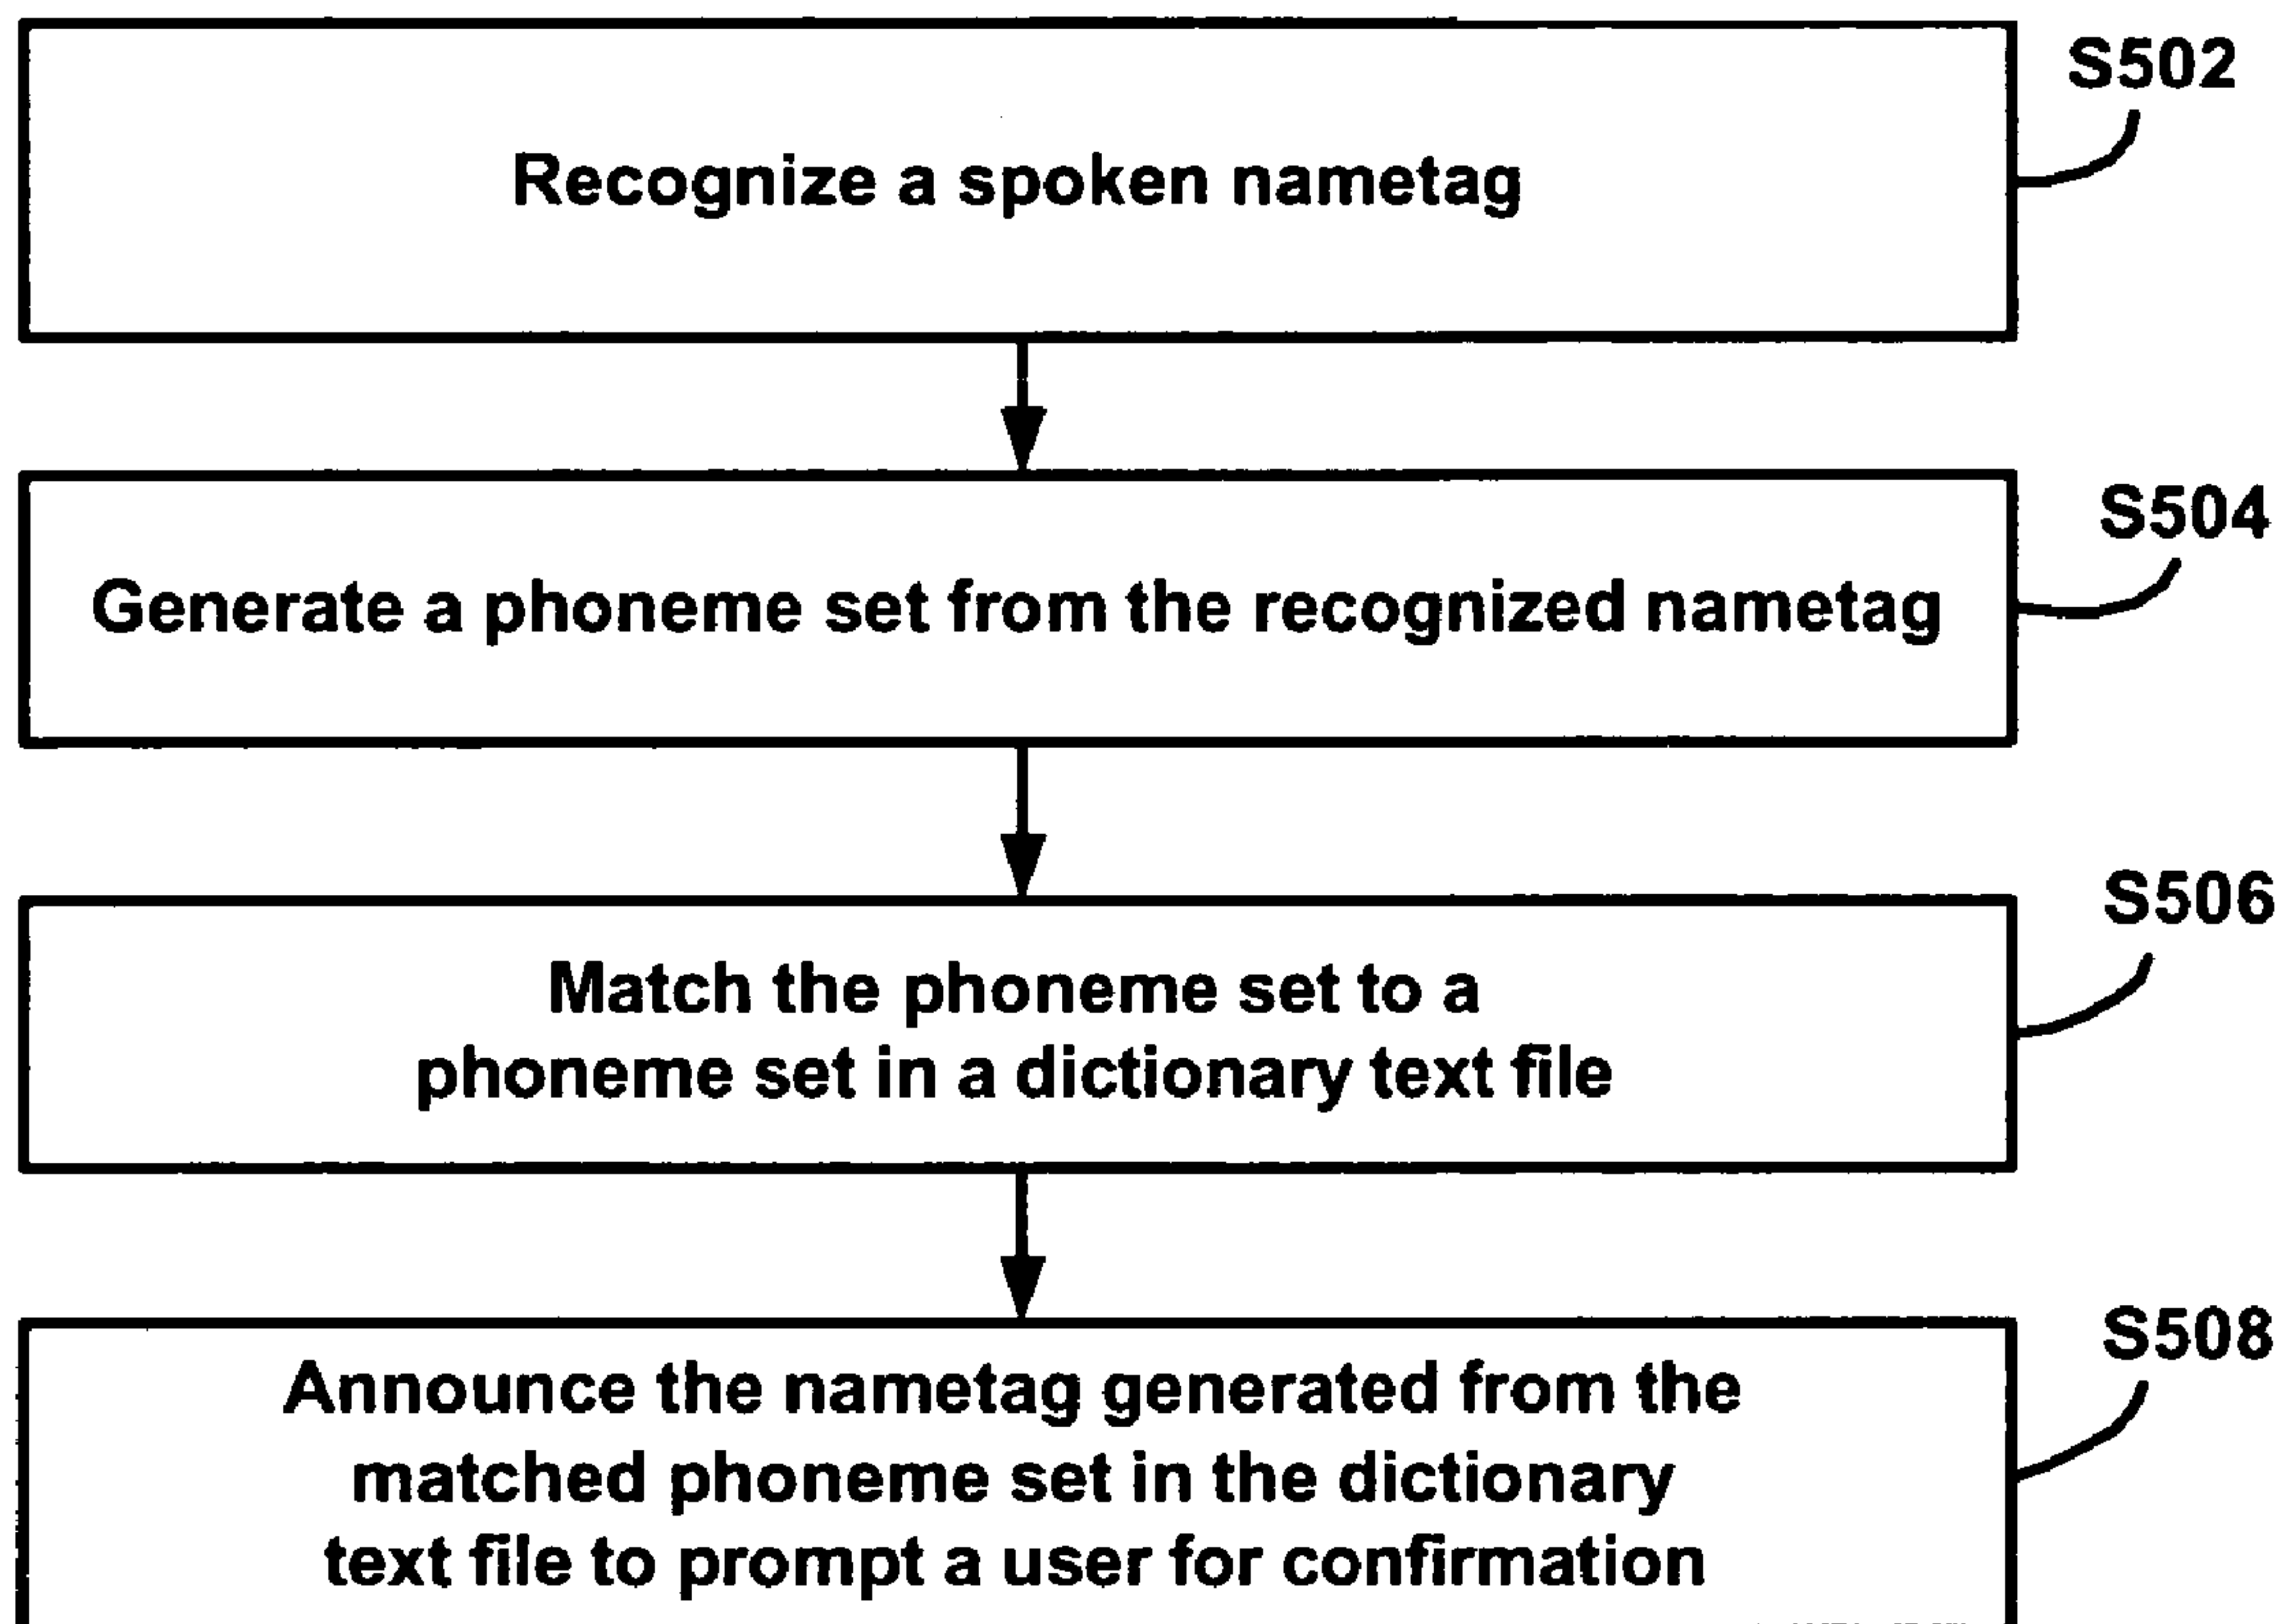 S502
Recognize a spoken nametag
S504
Generate a phoneme set from the recognized nametag
S506
Match the phoneme set to a
phoneme set in a dictionary text file
S508
Announce the nametag generated from the
matched phoneme set in the dictionary
text file to prompt a user for confirmation